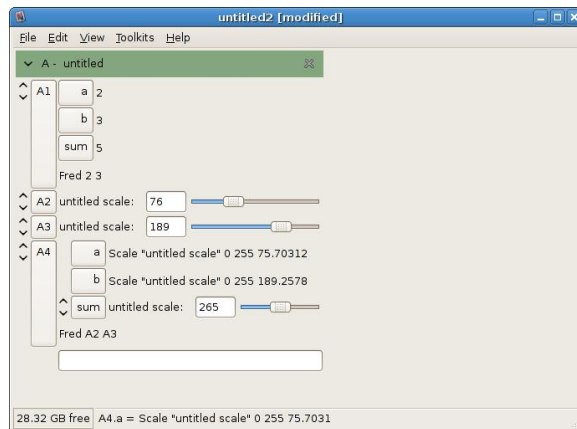 untitled2 [modified]
File Edit View Toolkits Help
A - untitled
A1 a 2
b 3
sum 5
Fred 2 3
A2 untitled scale: 76
A3 untitled scale: 189
A4 a Scale "untitled scale" 0 255 75.70312
b Scale "untitled scale" 0 255 189.2578
sum untitled scale: 265
Fred A2 A3
28.32 GB free A4.a = Scale "untitled scale" 0 255 75.7031